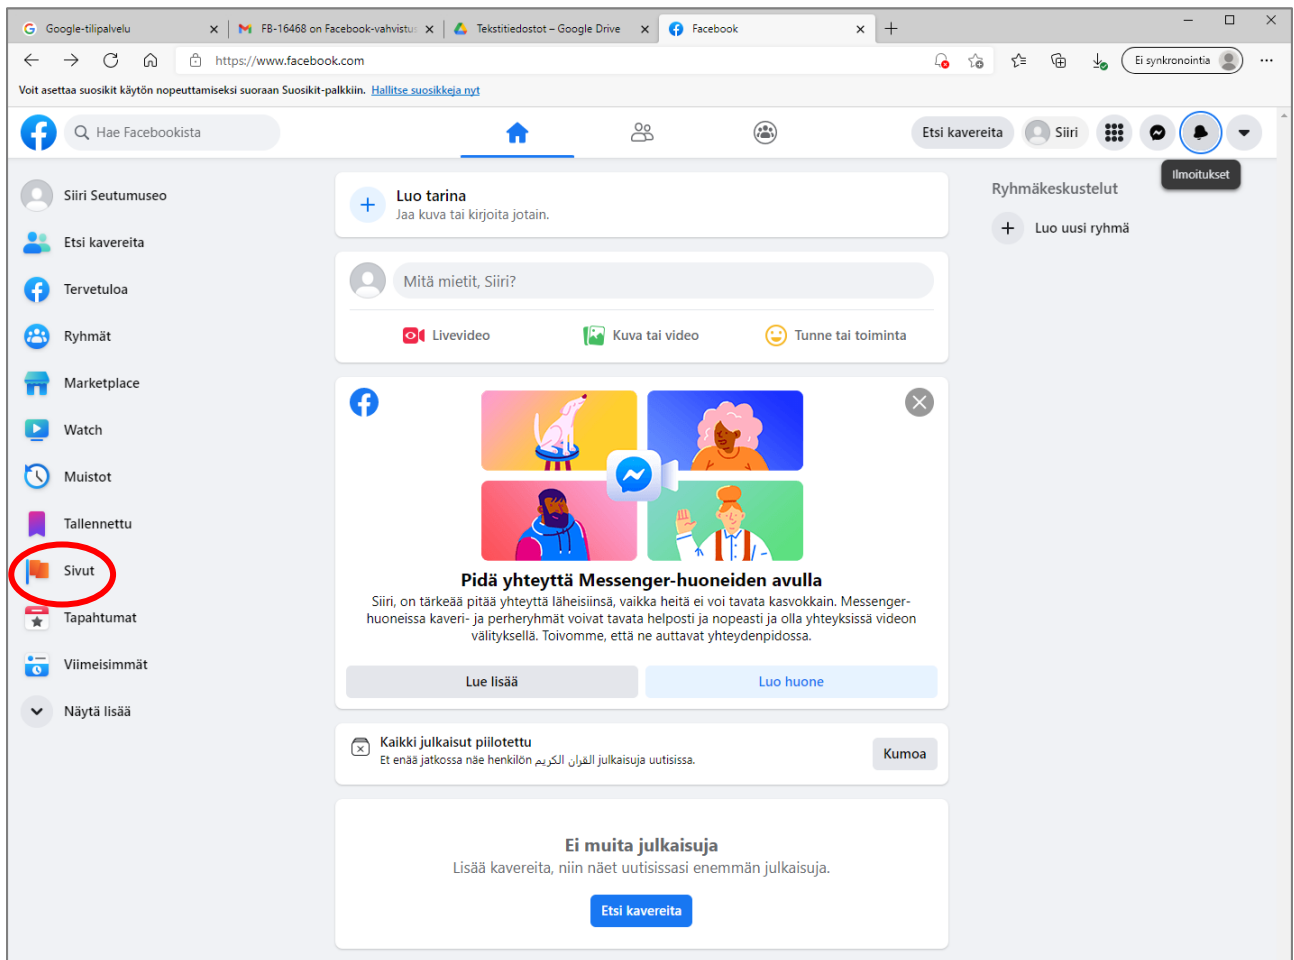 Google-tilipalvelu
FB-16468 on Facebook-vahvistus
Tekstitiedostot – Google Drive
Facebook
https://www.facebook.com
Ei synkronointia
Voit asettaa suosikit käytön nopeuttamiseksi suoraan Suosikit-palkkiin. Hallitse suosikkeja nyt
Hae Facebookista
Etsi kavereita
Siiri
Ilmoitukset
Siiri Seutumuseo
Etsi kavereita
Tervetuloa
Ryhmät
Marketplace
Watch
Muistot
Tallennettu
Sivut
Tapahtumat
Viimeisimmät
Näytä lisää
Luo tarina
Jaa kuva tai kirjoita jotain.
Mitä mietit, Siiri?
Livevideo
Kuva tai video
Tunne tai toiminta
Pidä yhteyttä Messenger-huoneiden avulla
Siiri, on tärkeää pitää yhteyttä läheisiinsä, vaikka heitä ei voi tavata kasvokkain. Messenger-
huoneissa kaveri- ja perheryhmät voivat tavata helposti ja nopeasti ja olla yhteyksissä videon
välityksellä. Toivomme, että ne auttavat yhteydenpidossa.
Lue lisää
Luo huone
Kaikki julkaisut piilotettu
Et enää jatkossa näe henkilön القران الكريم julkaisuja uutisissa.
Kumoa
Ei muita julkaisuja
Lisää kavereita, niin näet uutisissasi enemmän julkaisuja.
Etsi kavereita
Ryhmäkeskustelut
Luo uusi ryhmä